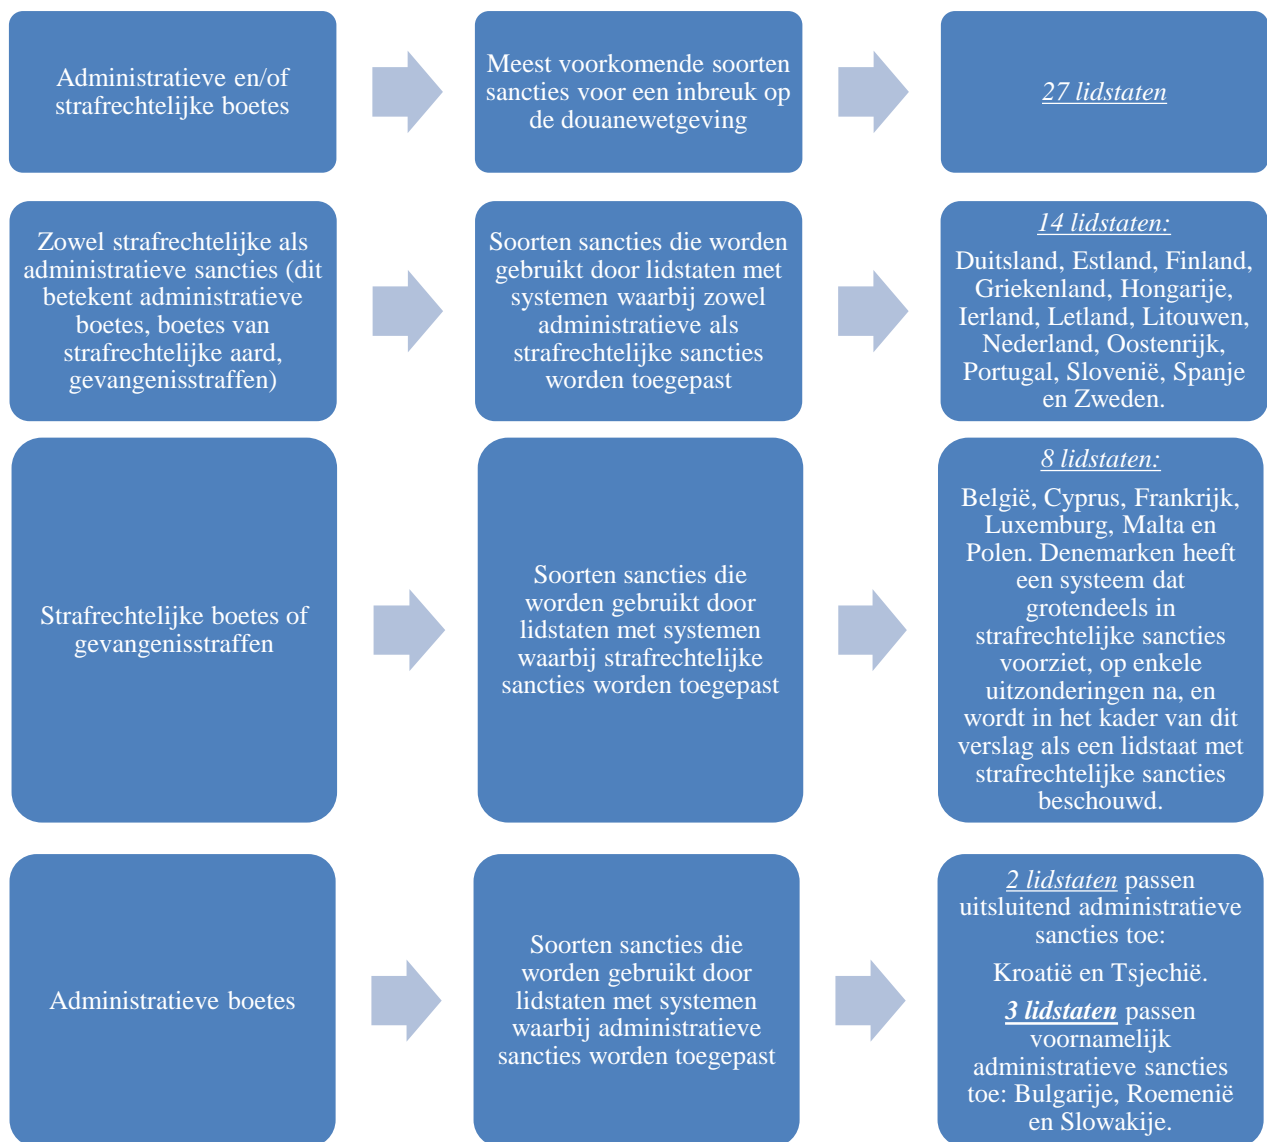 Administratieve en/of
strafrechtelijke boetes
Meest voorkomende soorten
sancties voor een inbreuk op
de douanewetgeving
27 lidstaten
Zowel strafrechtelijke als
administratieve sancties (dit
betekent administratieve
boetes, boetes van
strafrechtelijke aard,
gevangenisstraffen)
Soorten sancties die worden
gebruikt door lidstaten met
systemen waarbij zowel
administratieve als
strafrechtelijke sancties
worden toegepast
14 lidstaten:
Duitsland, Estland, Finland,
Griekenland, Hongarije,
Ierland, Letland, Litouwen,
Nederland, Oostenrijk,
Portugal, Slovenië, Spanje
en Zweden.
Strafrechtelijke boetes of
gevangenisstraffen
Soorten sancties die
worden gebruikt door
lidstaten met systemen
waarbij strafrechtelijke
sancties worden toegepast
8 lidstaten:
België, Cyprus, Frankrijk,
Luxemburg, Malta en
Polen. Denemarken heeft
een systeem dat
grotendeels in
strafrechtelijke sancties
voorziet, op enkele
uitzonderingen na, en
wordt in het kader van dit
verslag als een lidstaat met
strafrechtelijke sancties
beschouwd.
Administratieve boetes
Soorten sancties die
worden gebruikt door
lidstaten met systemen
waarbij administratieve
sancties worden toegepast
2 lidstaten passen
uitsluitend administratieve
sancties toe:
Kroatië en Tsjechië.
3 lidstaten passen
voornamelijk
administratieve sancties
toe: Bulgarije, Roemenië
en Slowakije.